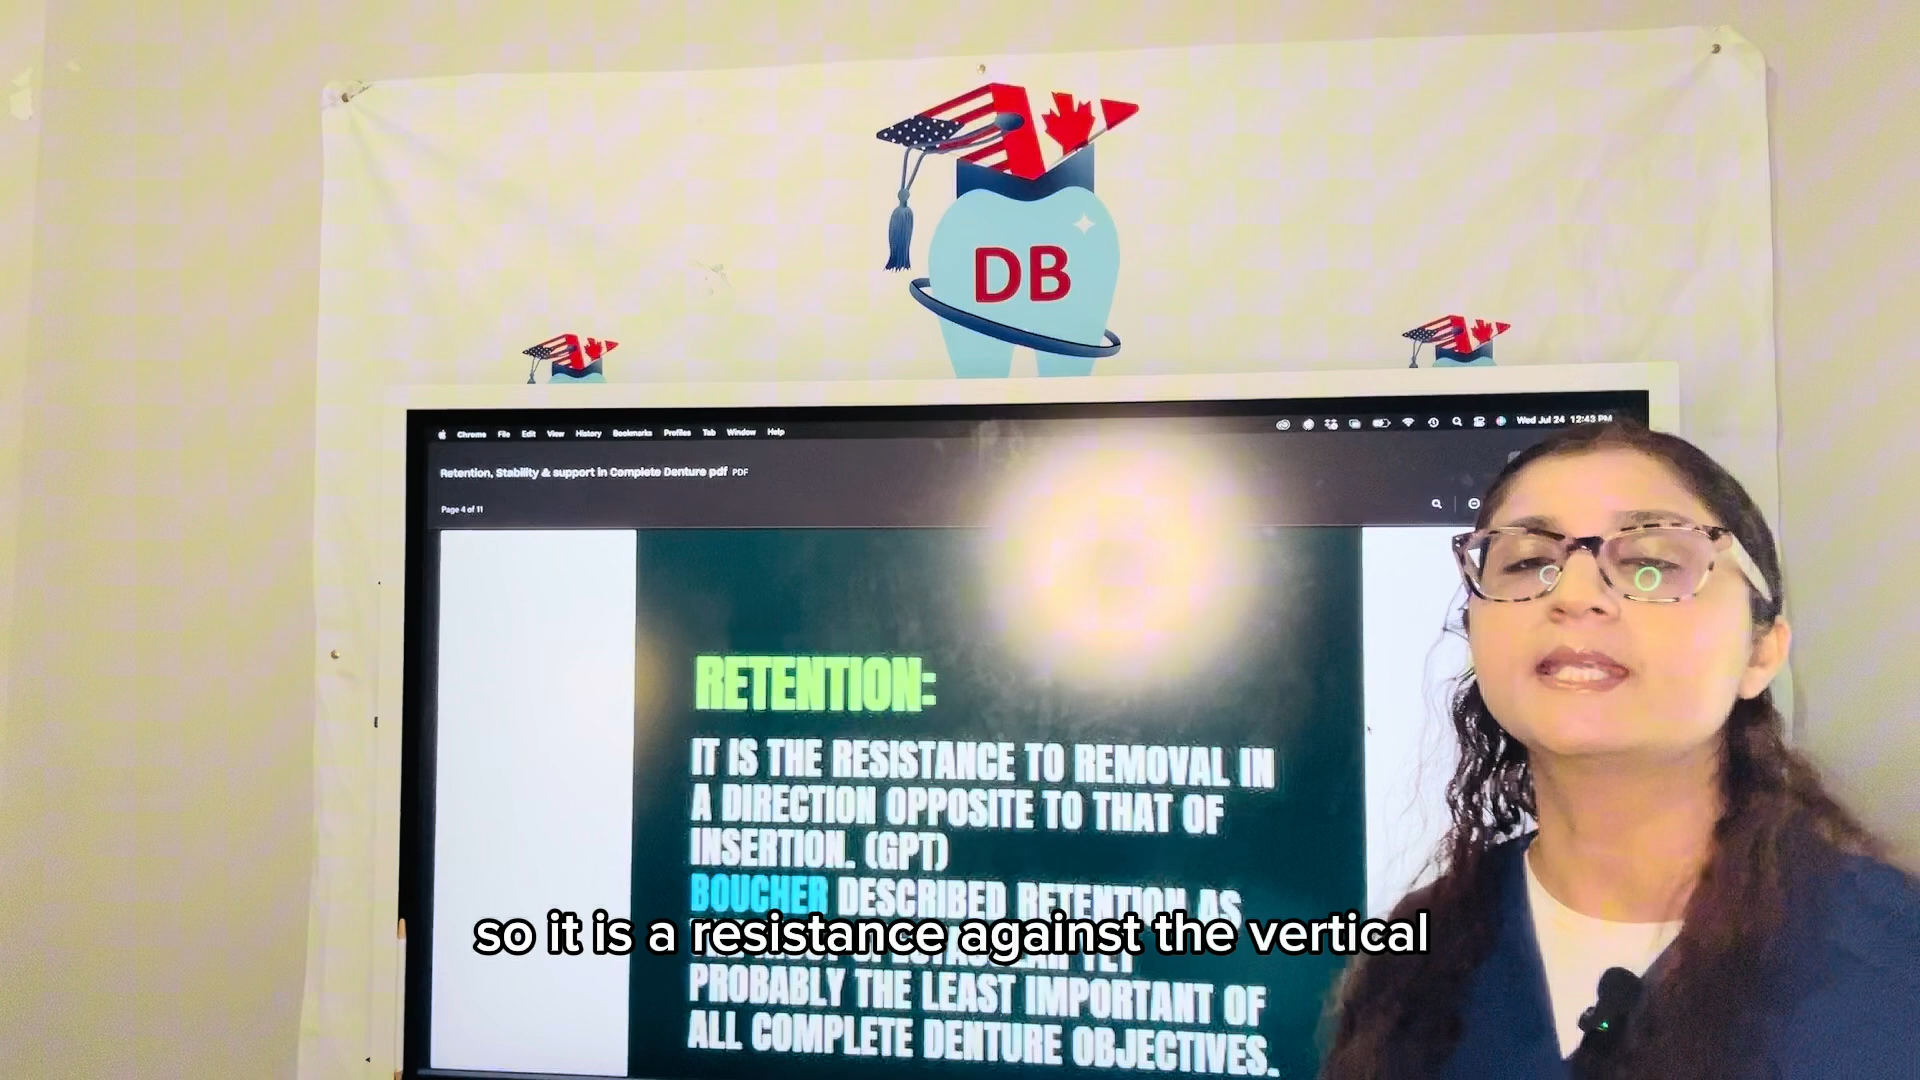 DB
Chrome File Edit View History Bookmarks Profiles Tab Window Help
Wed Jul 24 12:43 PM
Retention, Stability & support in Complete Denture pdf PDF
Page 4 of 11
RETENTION:
IT IS THE RESISTANCE TO REMOVAL IN
A DIRECTION OPPOSITE TO THAT OF
INSERTION. (GPT)
BOUCHER DESCRIBED RETENTION AS
so it is a resistance against the vertical
PROBABLY THE LEAST IMPORTANT OF
ALL COMPLETE DENTURE OBJECTIVES.